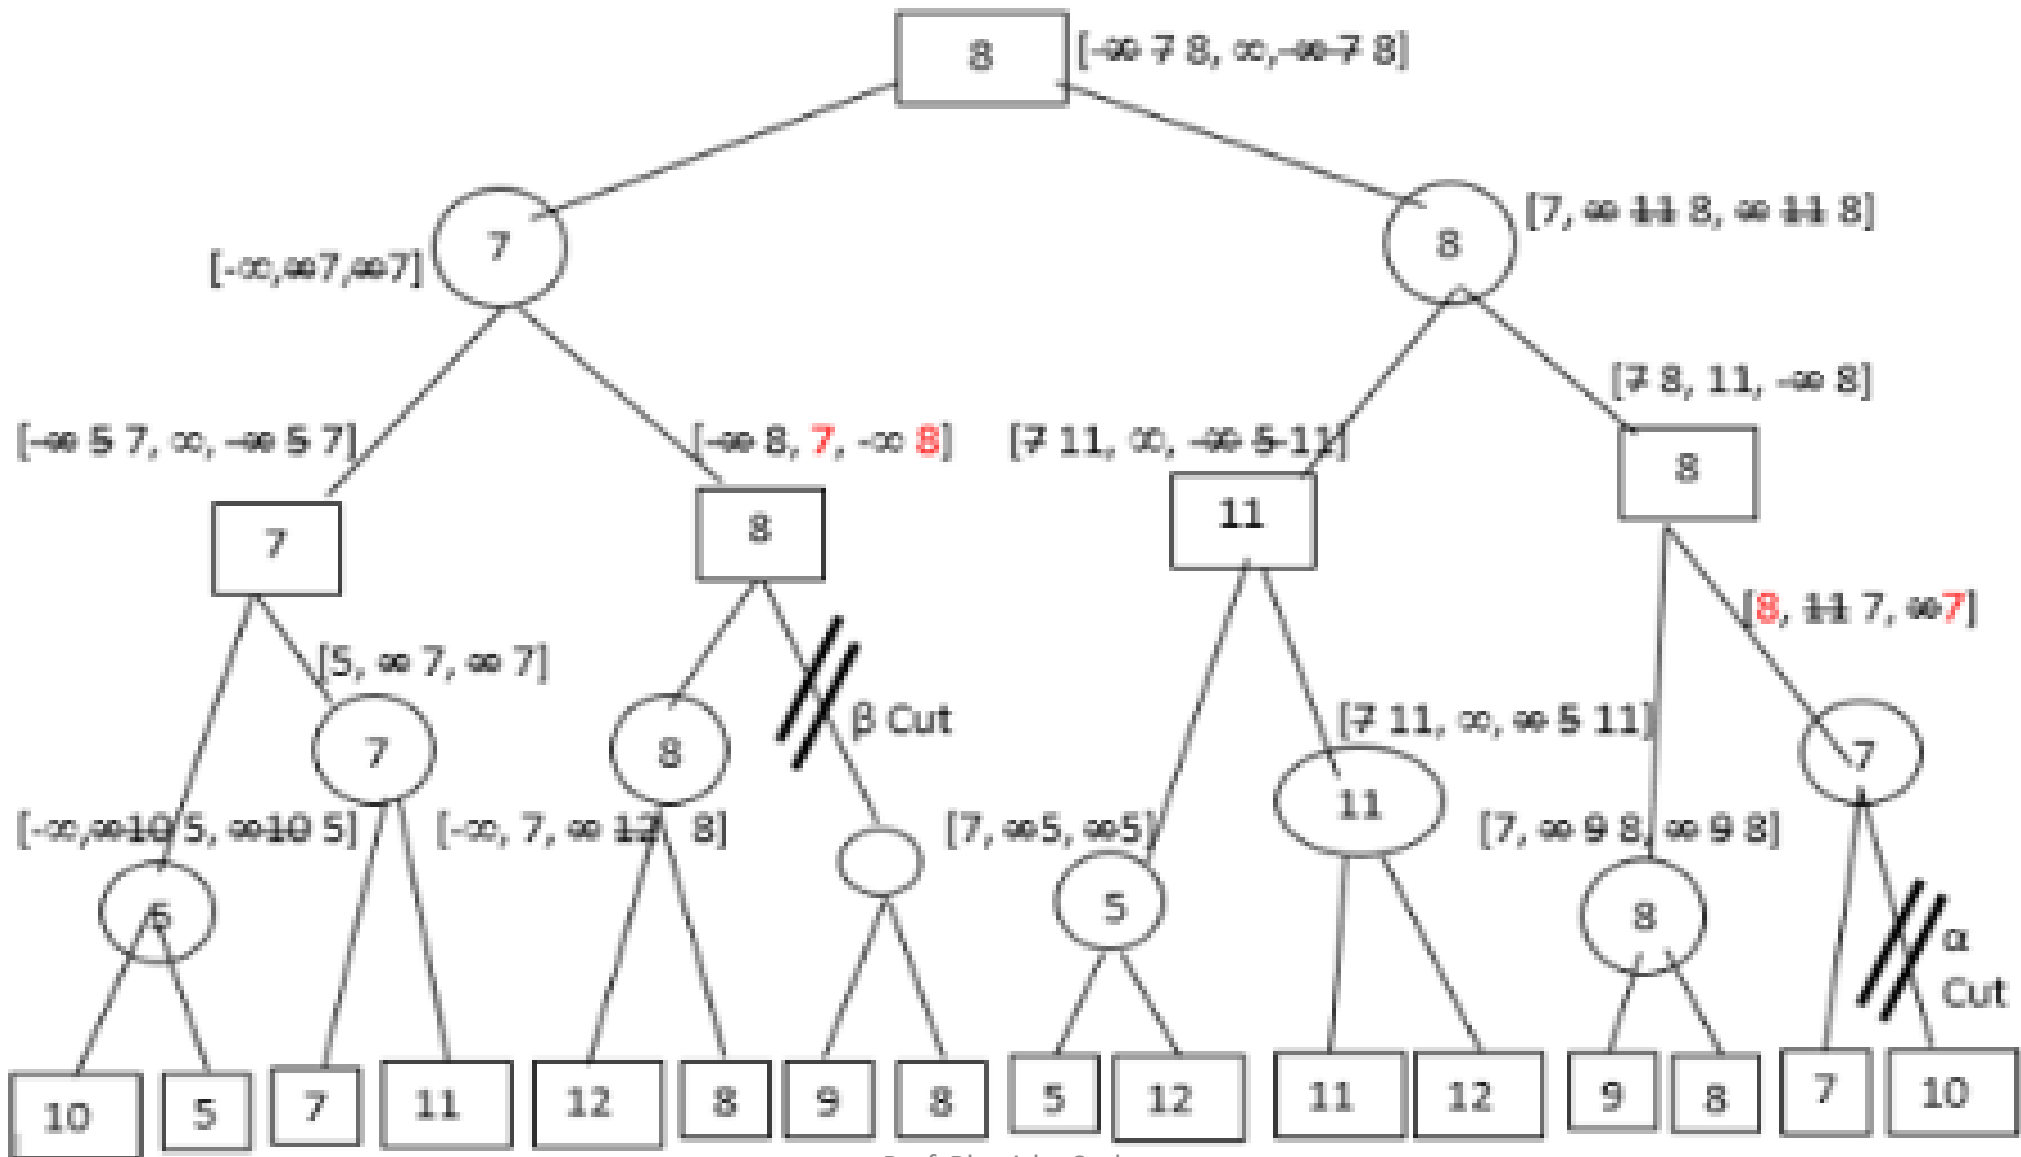 8 [-∞ 7 8, ∞,-∞ 7 8]
7 [-∞,∞7,∞7]
8 [7, ∞ 11 8, ∞ 11 8]
[-∞ 5 7, ∞, -∞ 5 7]
[-∞ 8, 7, -∞ 8]
[7 11, ∞, -∞ 5 11]
[7 8, 11, -∞ 8]
7
8
11
8
[5, ∞ 7, ∞ 7]
β Cut
[7 11, ∞, ∞ 5 11]
[8, 11 7, ∞7]
7
8
11
7
[-∞,∞10 5, ∞10 5]
[-∞, 7, ∞ 12 8]
[7, ∞5, ∞5]
[7, ∞ 9 8, ∞ 9 8]
5
8
α
Cut
10 5 7 11 12 8 9 8 5 12 11 12 9 8 7 10